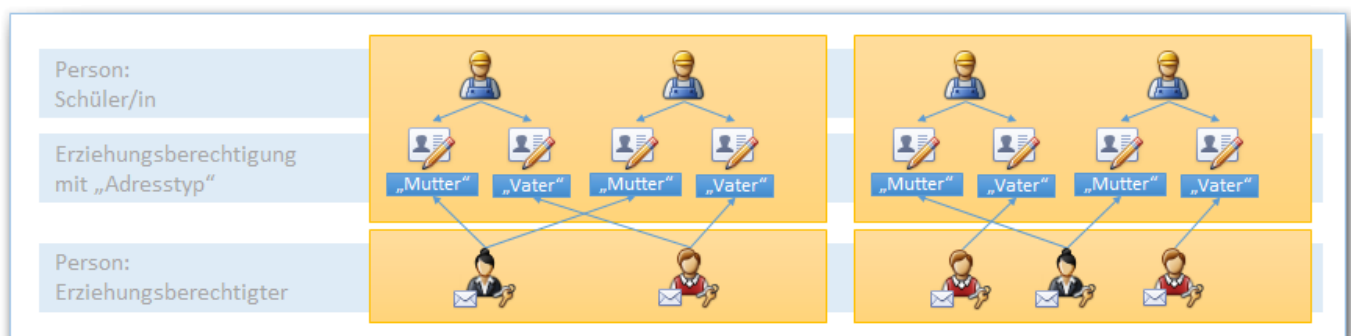 Person:
Schüler/in
Erziehungsberechtigung
mit „Adresstyp“
„Mutter“ „Vater“ „Mutter“ „Vater“ „Mutter“ „Vater“ „Mutter“ „Vater“
Person:
Erziehungsberechtigter